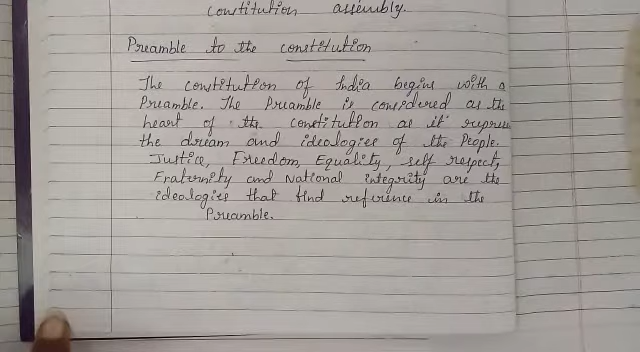 constitution assembly.
Preamble to the constitution
The constitution of India begins with a
Preamble. The Preamble is considered as the
heart of the constitution as it repres
the dream and ideologies of the People.
Justice, Freedom, Equality, self respect,
Fraternity and National integrity are the
ideologies that find reference in the
Preamble.